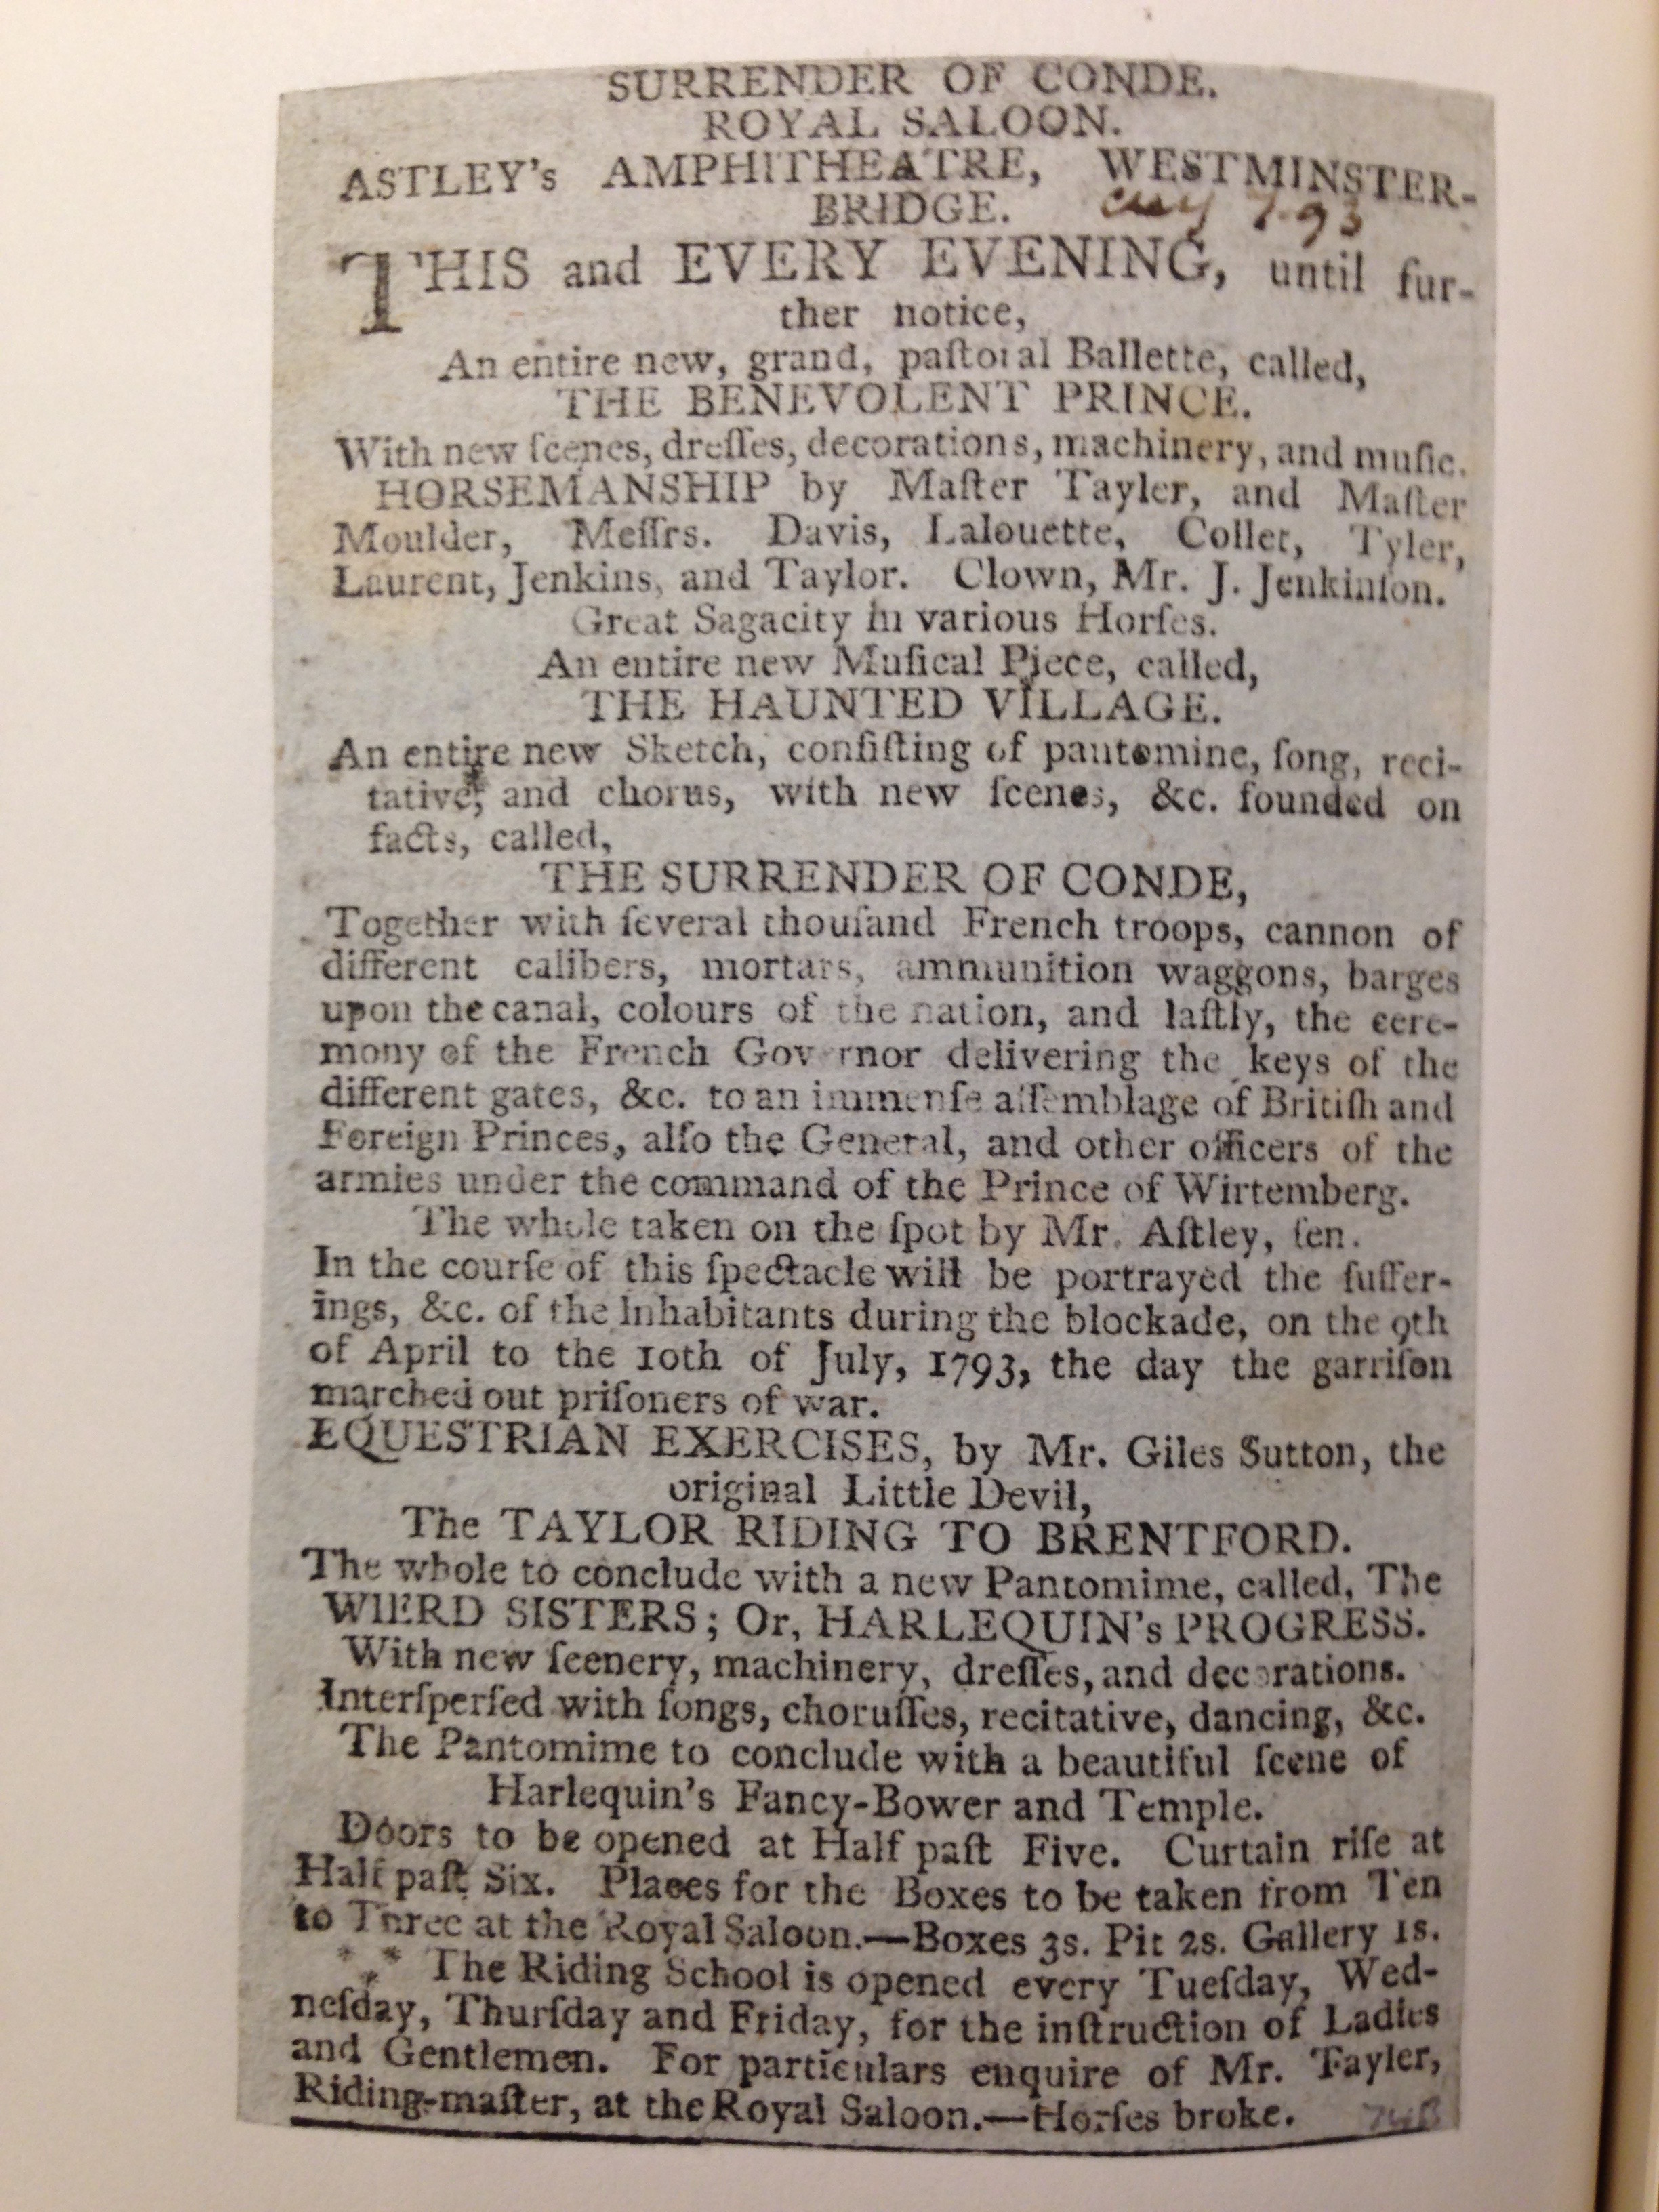 SURRENDER OF CONDE.
ROYAL SALOON.
ASTLEY's AMPHITHEATRE, WESTMINSTER-
BRIDGE.
7.93
THIS and EVERY EVENING, until fur-
ther notice,
An entire new, grand, paſtoral Ballette, called,
THE BENEVOLENT PRINCE.
With new ſcenes, dreſſes, decorations, machinery, and muſic.
HORSEMANSHIP by Maſter Tayler, and Maſter
Moulder, Meſſrs. Davis, Lalouette, Collet, Tyler,
Laurent, Jenkins, and Taylor. Clown, Mr. J. Jenkinſon.
Great Sagacity in various Horſes.
An entire new Muſical Piece, called,
THE HAUNTED VILLAGE.
An entire new Sketch, conſiſting of pantomine, ſong, reci-
tative, and chorus, with new ſcenes, &c. founded on
facts, called,
THE SURRENDER OF CONDE,
Together with ſeveral thouſand French troops, cannon of
different calibers, mortars, ammunition waggons, barges
upon the canal, colours of the nation, and laſtly, the cere-
mony of the French Governor delivering the keys of the
different gates, &c. to an immenſe aſſemblage of Britiſh and
Foreign Princes, alſo the General, and other officers of the
armies under the command of the Prince of Wirtemberg.
The whole taken on the ſpot by Mr. Aſtley, ſen.
In the courſe of this ſpectacle will be portrayed the ſuffer-
ings, &c. of the Inhabitants during the blockade, on the 9th
of April to the 10th of July, 1793, the day the garriſon
marched out priſoners of war.
EQUESTRIAN EXERCISES, by Mr. Giles Sutton, the
original Little Devil,
The TAYLOR RIDING TO BRENTFORD.
The whole to conclude with a new Pantomime, called, The
WIERD SISTERS; Or, HARLEQUIN's PROGRESS.
With new ſeenery, machinery, dreſſes, and decorations.
Interſperſed with ſongs, choruſſes, recitative, dancing, &c.
The Pantomime to conclude with a beautiful ſcene of
Harlequin's Fancy-Bower and Temple.
Doors to be opened at Half paſt Five. Curtain riſe at
Half paſt Six. Places for the Boxes to be taken from Ten
to Three at the Royal Saloon.—Boxes 3s. Pit 2s. Gallery 1s.
*** The Riding School is opened every Tueſday, Wed-
neſday, Thurſday and Friday, for the inſtruction of Ladies
and Gentlemen. For particulars enquire of Mr. Tayler,
Riding-maſter, at the Royal Saloon.—Horſes broke.